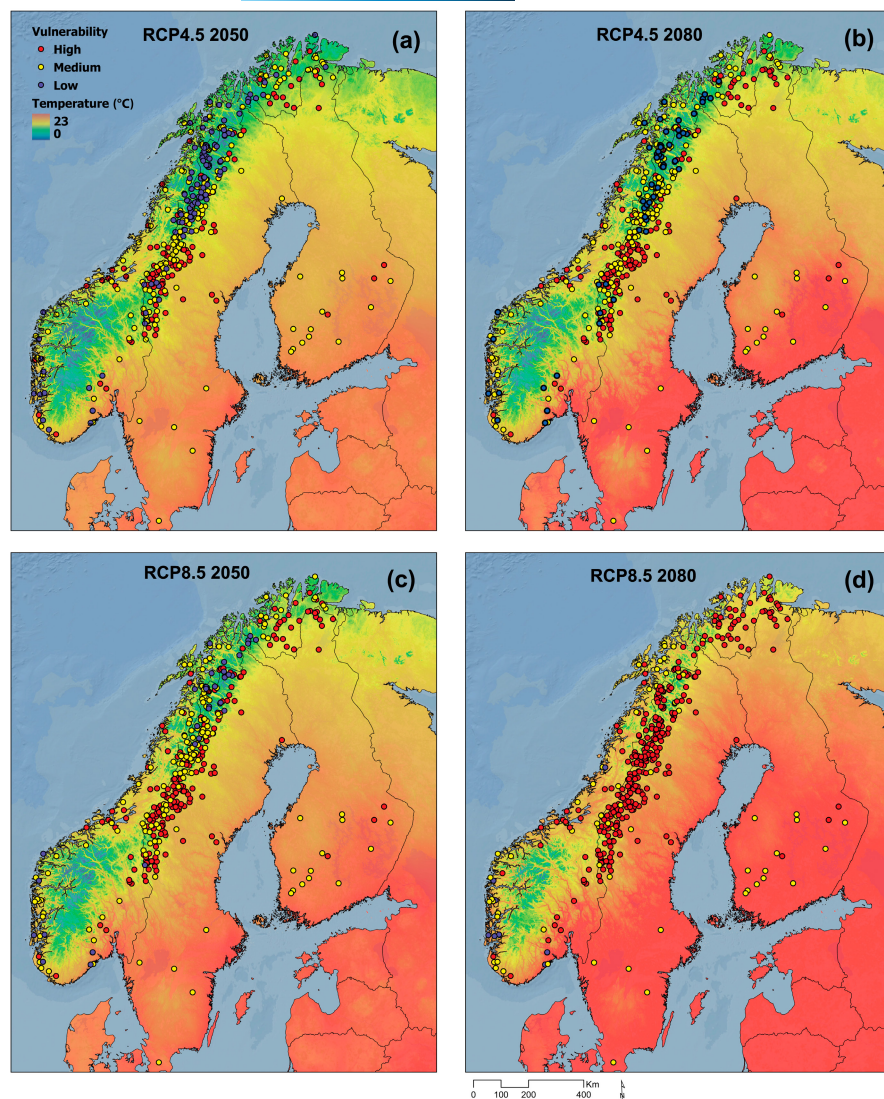 RCP4.5 2050
(a)
Vulnerability
High
Medium
Low
Temperature (°C)
23
0
RCP4.5 2080
(b)
RCP8.5 2050
(c)
RCP8.5 2080
(d)
Km
0 100 200 400
N